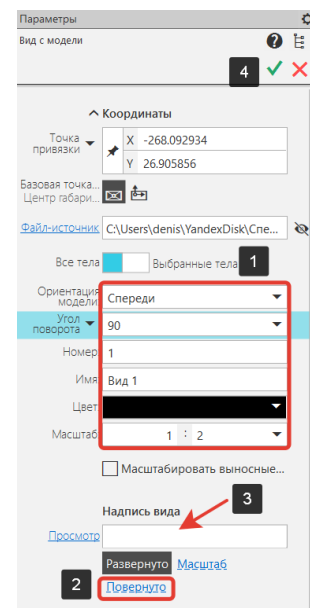 Параметры
Вид с модели
4
Координаты
Точка привязки
X -268.092934
Y 26.905856
Базовая точка...
Центр габари...
Файл-источник C:\Users\denis\YandexDisk\Спе...
Все тела Выбранные тела 1
Ориентация модели Спереди
Угол поворота 90
Номер 1
Имя Вид 1
Цвет
Масштаб 1 : 2
Масштабировать выносные...
Надпись вида 3
Просмотр
Развернуто Масштаб
2 Повернуто